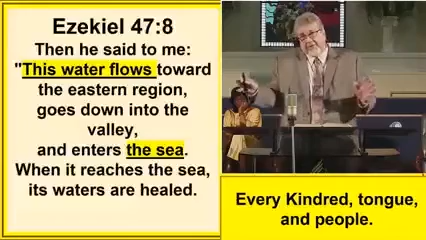 Ezekiel 47:8
Then he said to me:
"This water flows toward
the eastern region,
goes down into the
valley,
and enters the sea.
When it reaches the sea,
its waters are healed.
Every Kindred, tongue,
and people.